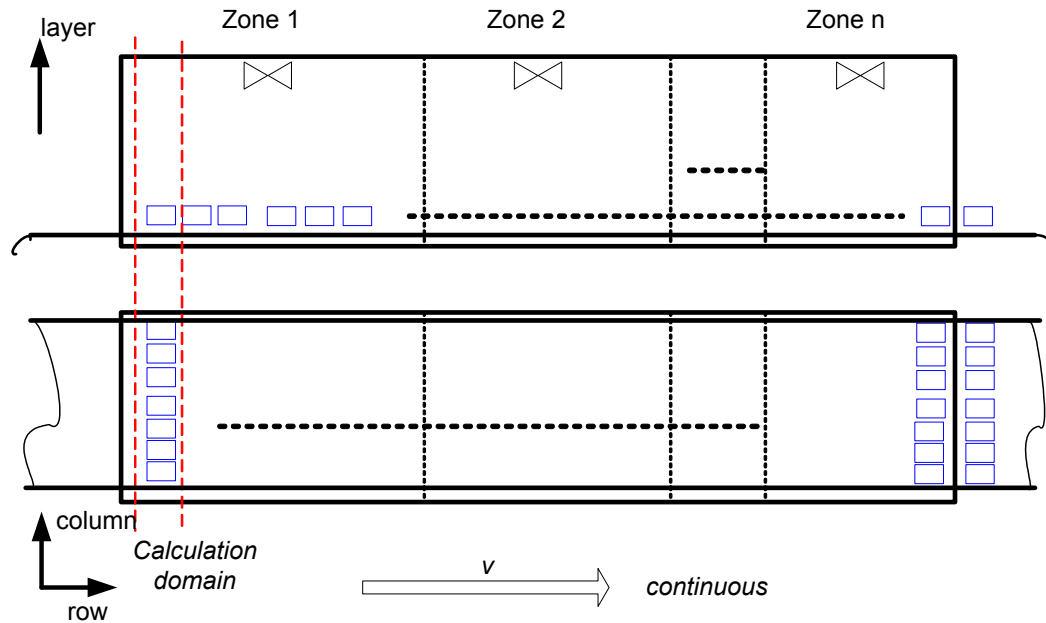 layer
Zone 1
Zone 2
Zone n
column
row
Calculation
domain
v
continuous